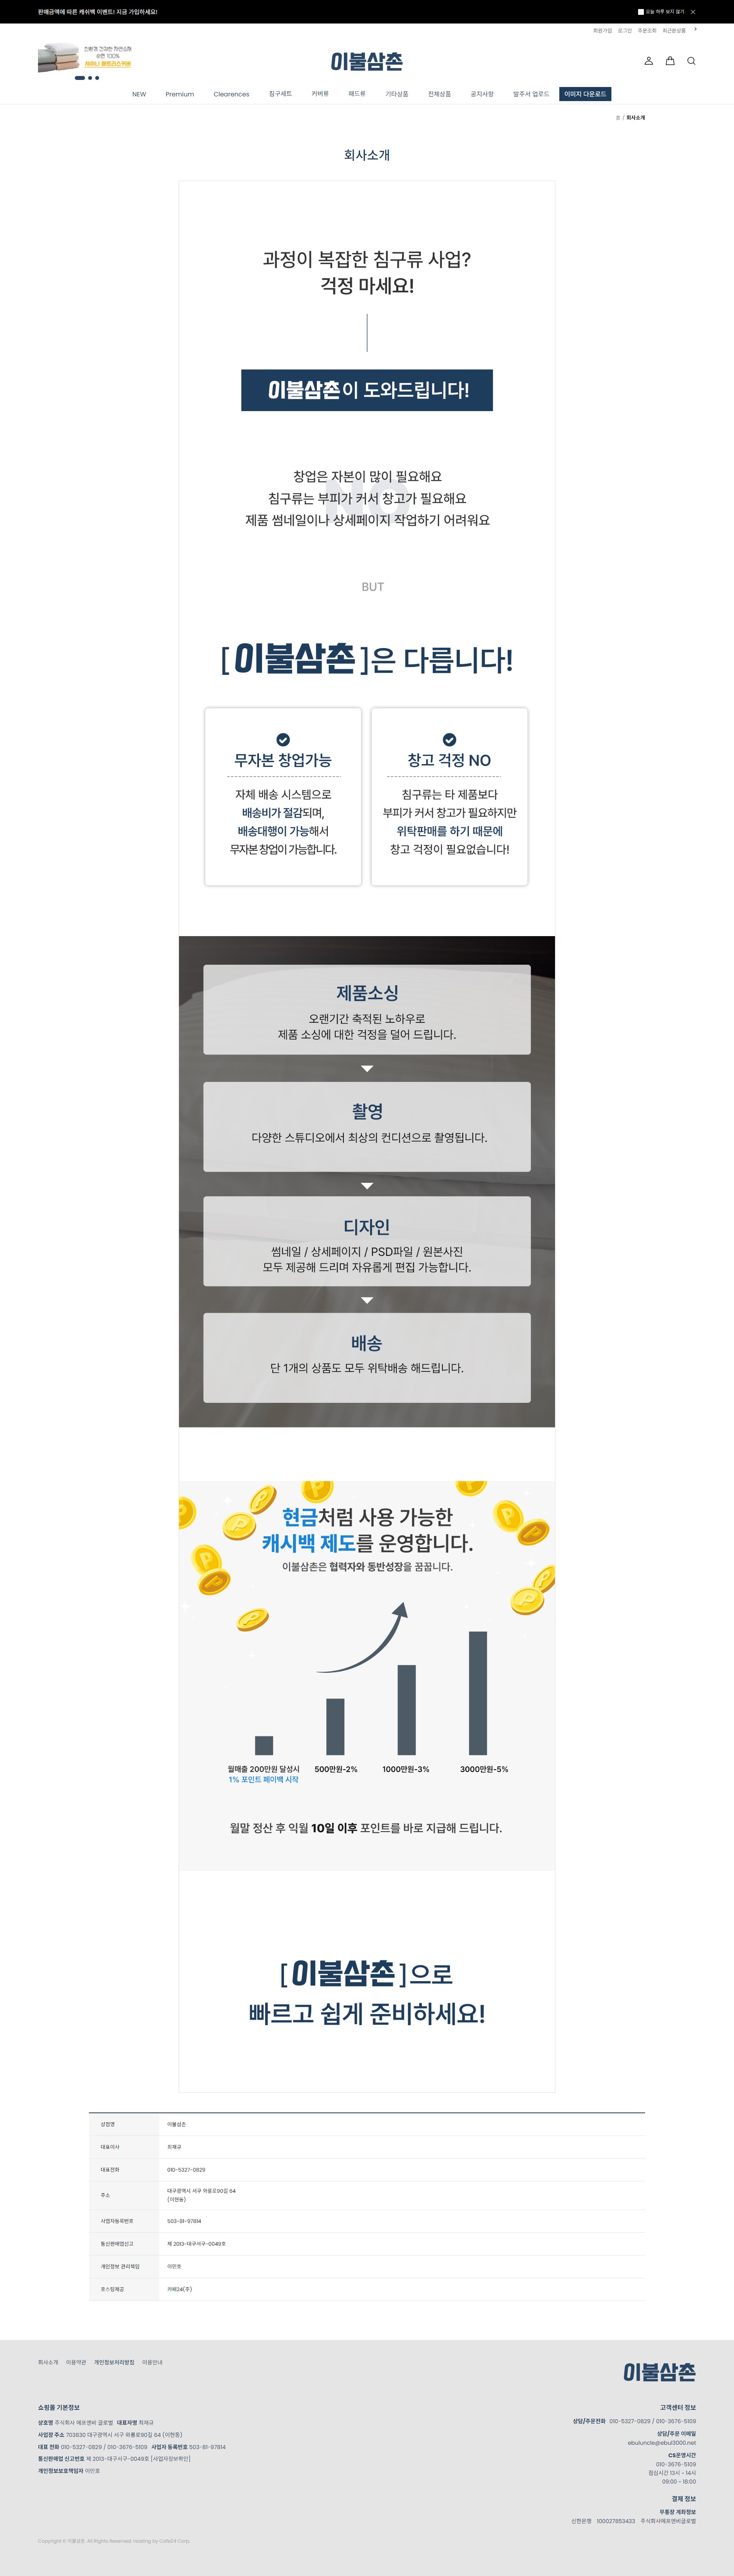 판매금액에 따른 캐쉬백 이벤트! 지금 가입하세요!
오늘 하루 보지 않기
회원가입 로그인 주문조회 최근본상품
친환경 건강한 자연소재
순면 100%
이불삼촌
NEW Premium Clearences 침구세트 커버류 패드류 기타상품 전체상품 공지사항 발주서 업로드 이미지 다운로드
홈 / 회사소개
회사소개
과정이 복잡한 침구류 사업?
걱정 마세요!
이불삼촌이 도와드립니다!
NO
창업은 자본이 많이 필요해요
침구류는 부피가 커서 창고가 필요해요
제품 썸네일이나 상세페이지 작업하기 어려워요
BUT
[이불삼촌]은 다릅니다!
무자본 창업가능
자체 배송 시스템으로
배송비가 절감되며,
배송대행이 가능해서
무자본 창업이 가능합니다.
창고 걱정 NO
침구류는 타 제품보다
부피가 커서 창고가 필요하지만
위탁판매를 하기 때문에
창고 걱정이 필요없습니다!
제품소싱
오랜기간 축적된 노하우로
제품 소싱에 대한 걱정을 덜어 드립니다.
촬영
다양한 스튜디오에서 최상의 컨디션으로 촬영됩니다.
디자인
썸네일 / 상세페이지 / PSD파일 / 원본사진
모두 제공해 드리며 자유롭게 편집 가능합니다.
배송
단 1개의 상품도 모두 위탁배송 해드립니다.
현금처럼 사용 가능한
캐시백 제도를 운영합니다.
이불삼촌은 협력자와 동반성장을 꿈꿉니다.
월매출 200만원 달성시
1% 포인트 페이백 시작
500만원-2%
1000만원-3%
3000만원-5%
월말 정산 후 익월 10일 이후 포인트를 바로 지급해 드립니다.
[이불삼촌]으로
빠르고 쉽게 준비하세요!
상점명 이불삼촌
대표이사 최재규
대표전화 010-5327-0829
주소 대구광역시 서구 와룡로90길 64
(이현동)
사업자등록번호 503-81-97814
통신판매업신고 제 2013-대구서구-0049호
개인정보 관리책임 이만호
호스팅제공 카페24(주)
회사소개 이용약관 개인정보처리방침 이용안내
이불삼촌
쇼핑몰 기본정보
상호명 주식회사 에프앤비 글로벌 대표자명 최재규
사업장 주소 703830 대구광역시 서구 와룡로90길 64 (이현동)
대표 전화 010-5327-0829 / 010-3676-5109 사업자 등록번호 503-81-97814
통신판매업 신고번호 제 2013-대구서구-0049호 [사업자정보확인]
개인정보보호책임자 이만호
고객센터 정보
상담/주문전화 010-5327-0829 / 010-3676-5109
상담/주문 이메일
ebuluncle@ebul3000.net
CS운영시간
010-3676-5109
점심시간 13시 - 14시
09:00 - 18:00
결제 정보
무통장 계좌정보
신한은행 100027853433 주식회사에프앤비글로벌
Copyright © 이불삼촌. All Rights Reserved. Hosting by Cafe24 Corp.